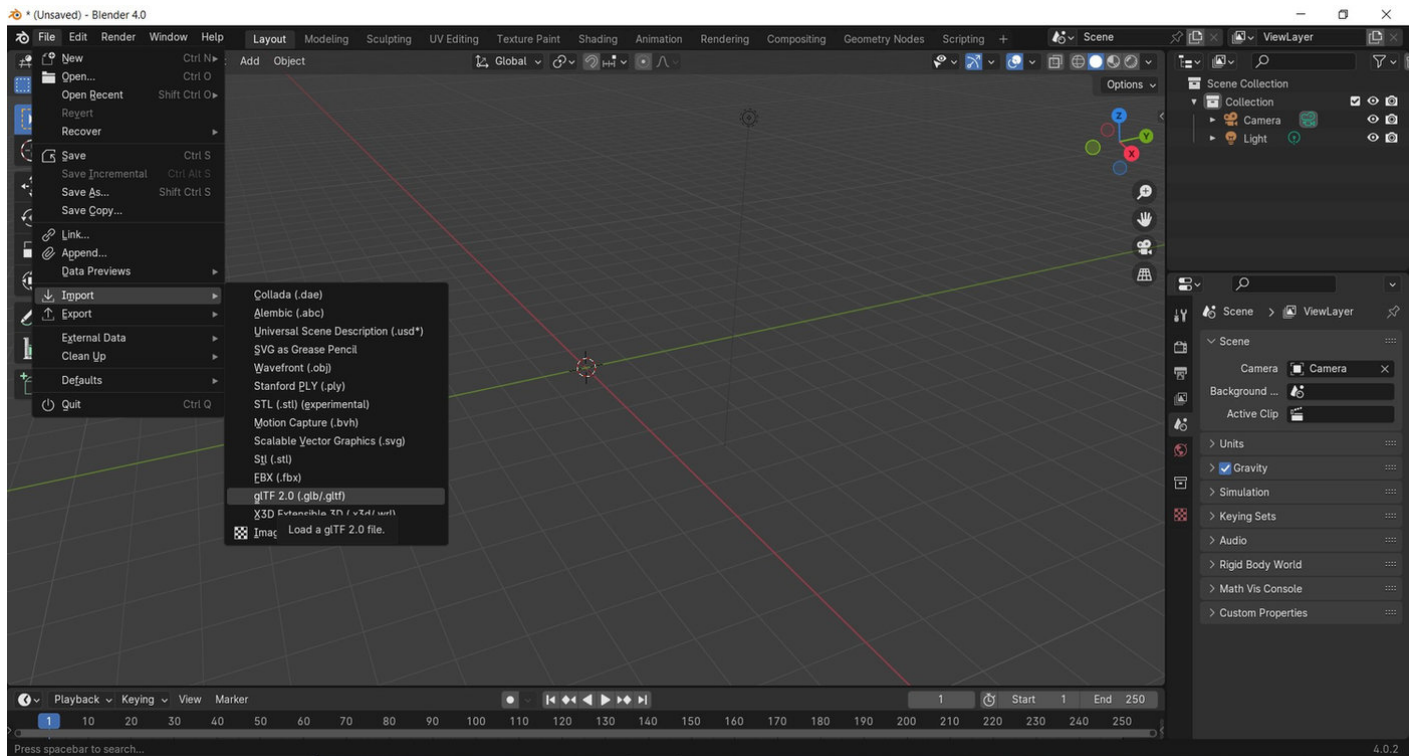 * (Unsaved) - Blender 4.0
File Edit Render Window Help Layout Modeling Sculpting UV Editing Texture Paint Shading Animation Rendering Compositing Geometry Nodes Scripting + Scene ViewLayer
Add Object Global
Options
New Ctrl N
Open... Ctrl O
Open Recent Shift Ctrl O
Revert
Recover
Save Ctrl S
Save Incremental Ctrl Alt S
Save As... Shift Ctrl S
Save Copy...
Link...
Append...
Data Previews
Import
Export
External Data
Clean Up
Defaults
Quit Ctrl Q
Collada (.dae)
Alembic (.abc)
Universal Scene Description (.usd*)
SVG as Grease Pencil
Wavefront (.obj)
Stanford PLY (.ply)
STL (.stl) (experimental)
Motion Capture (.bvh)
Scalable Vector Graphics (.svg)
Stl (.stl)
FBX (.fbx)
glTF 2.0 (.glb/.gltf)
X3D Extensible 3D (.x3d/.wrl)
Imag
Load a glTF 2.0 file.
Z
Y
X
Scene Collection
Collection
Camera
Light
Scene > ViewLayer
Scene
Camera Camera
Background ...
Active Clip
Units
Gravity
Simulation
Keying Sets
Audio
Rigid Body World
Math Vis Console
Custom Properties
Playback Keying View Marker 1 Start 1 End 250
1 10 20 30 40 50 60 70 80 90 100 110 120 130 140 150 160 170 180 190 200 210 220 230 240 250
Press spacebar to search... 4.0.2